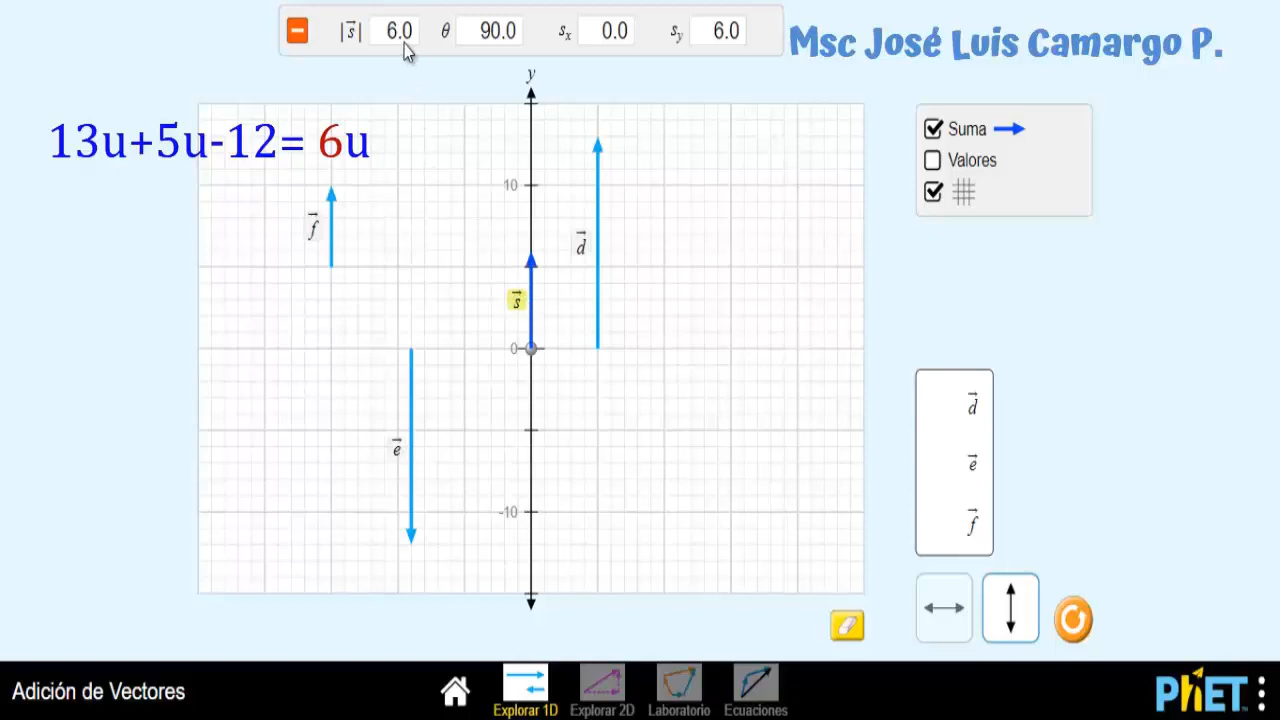 |s⃗| 6.0 θ 90.0 sx 0.0 sy 6.0
Msc José Luis Camargo P.
y
13u+5u-12= 6u
Suma
Valores
10
f⃗
d⃗
s⃗
0
e⃗
-10
d⃗
e⃗
f⃗
Adición de Vectores
Explorar 1D
Explorar 2D
Laboratorio
Ecuaciones
PhET